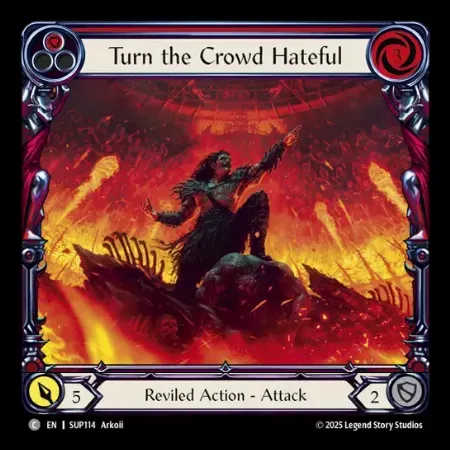 Turn the Crowd Hateful
3
5
Reviled Action - Attack
2
C EN | SUP114 Arkoii
© 2025 Legend Story Studios